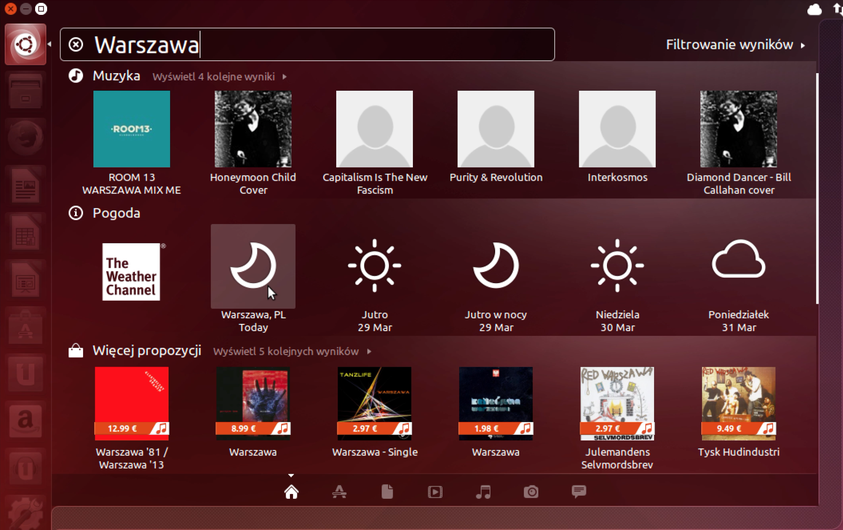 Warszawa
Filtrowanie wyników
Muzyka Wyświetl 4 kolejne wyniki
·ROOM3·
ROOM 13
WARSZAWA MIX ME
Honeymoon Child
Cover
Capitalism Is The New
Fascism
Purity & Revolution
Interkosmos
Diamond Dancer - Bill
Callahan cover
Pogoda
The
Weather
Channel
®
Warszawa, PL
Today
Jutro
29 Mar
Jutro w nocy
29 Mar
Niedziela
30 Mar
Poniedziałek
31 Mar
Więcej propozycji Wyświetl 5 kolejnych wyników
12.99 €
Warszawa '81 /
Warszawa '13
8.99 €
Warszawa
TANZLIFE
WARSZAWA
2.97 €
Warszawa - Single
1.98 €
Warszawa
RED WARSZAWA
2.97 €
SELVMORDSBREV
Julemandens
Selvmordsbrev
RED WARSZAWA
9.49 €
Tysk Hudindustri